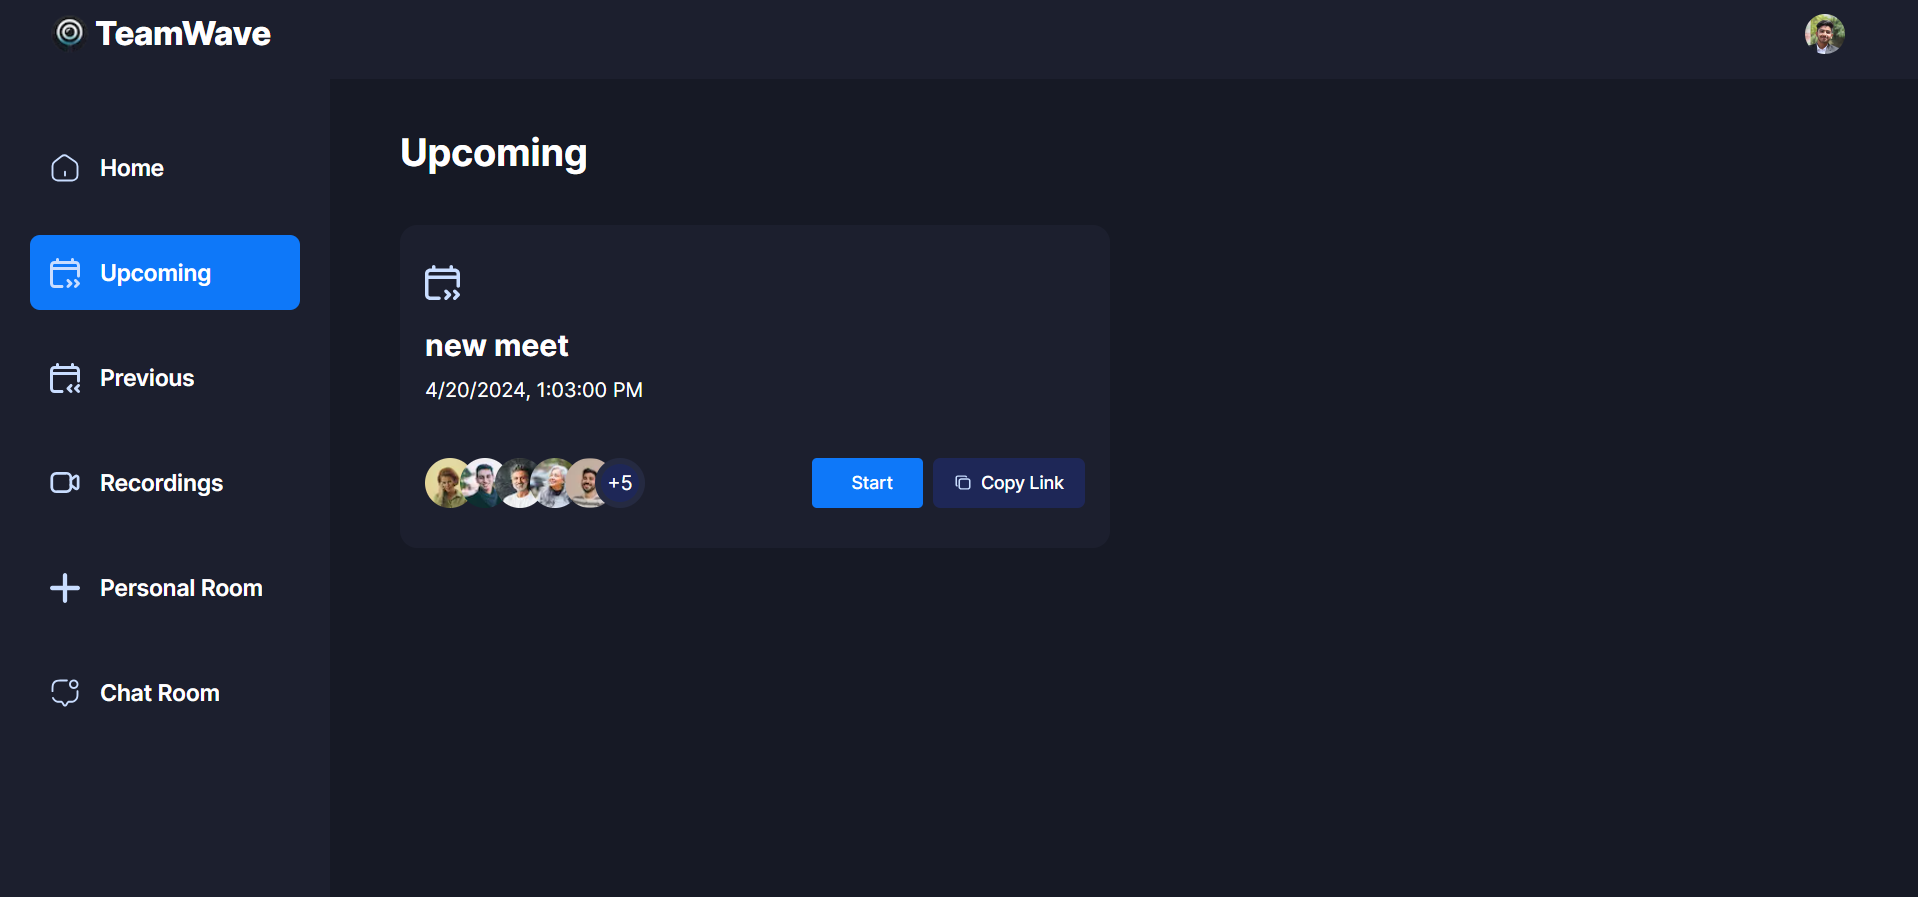 TeamWave
Home
Upcoming
Previous
Recordings
Personal Room
Chat Room
Upcoming
new meet
4/20/2024, 1:03:00 PM
+5
Start
Copy Link